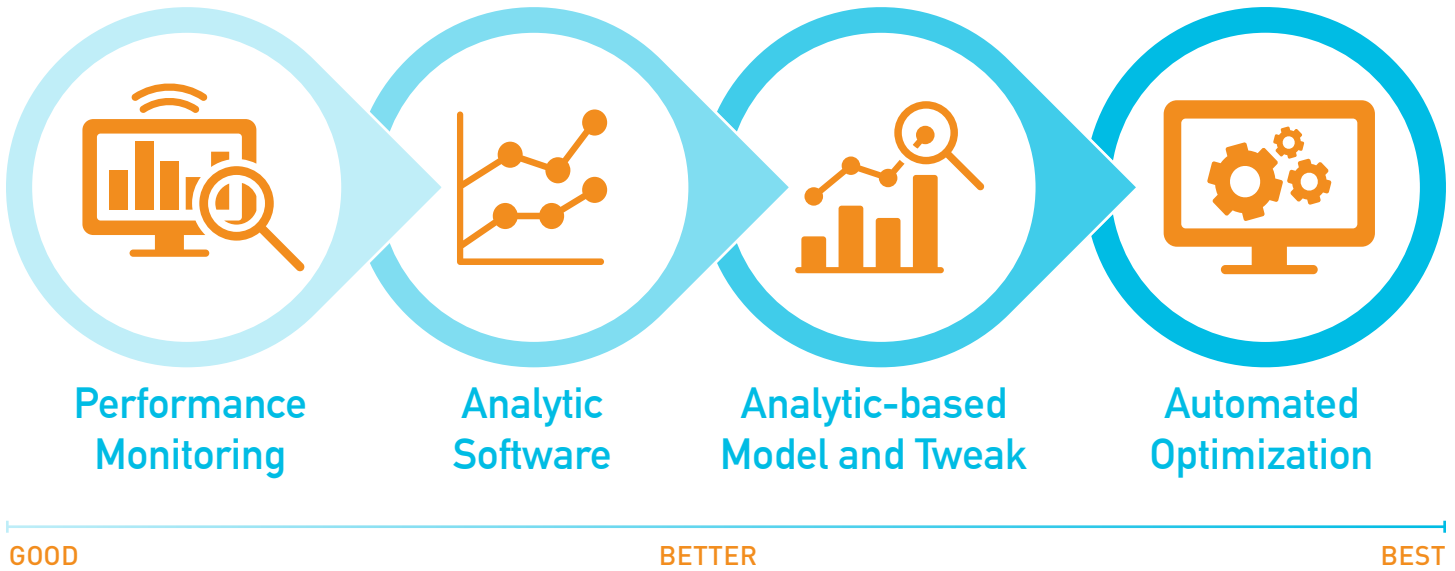 Performance
Monitoring
Analytic
Software
Analytic-based
Model and Tweak
Automated
Optimization
GOOD
BETTER
BEST